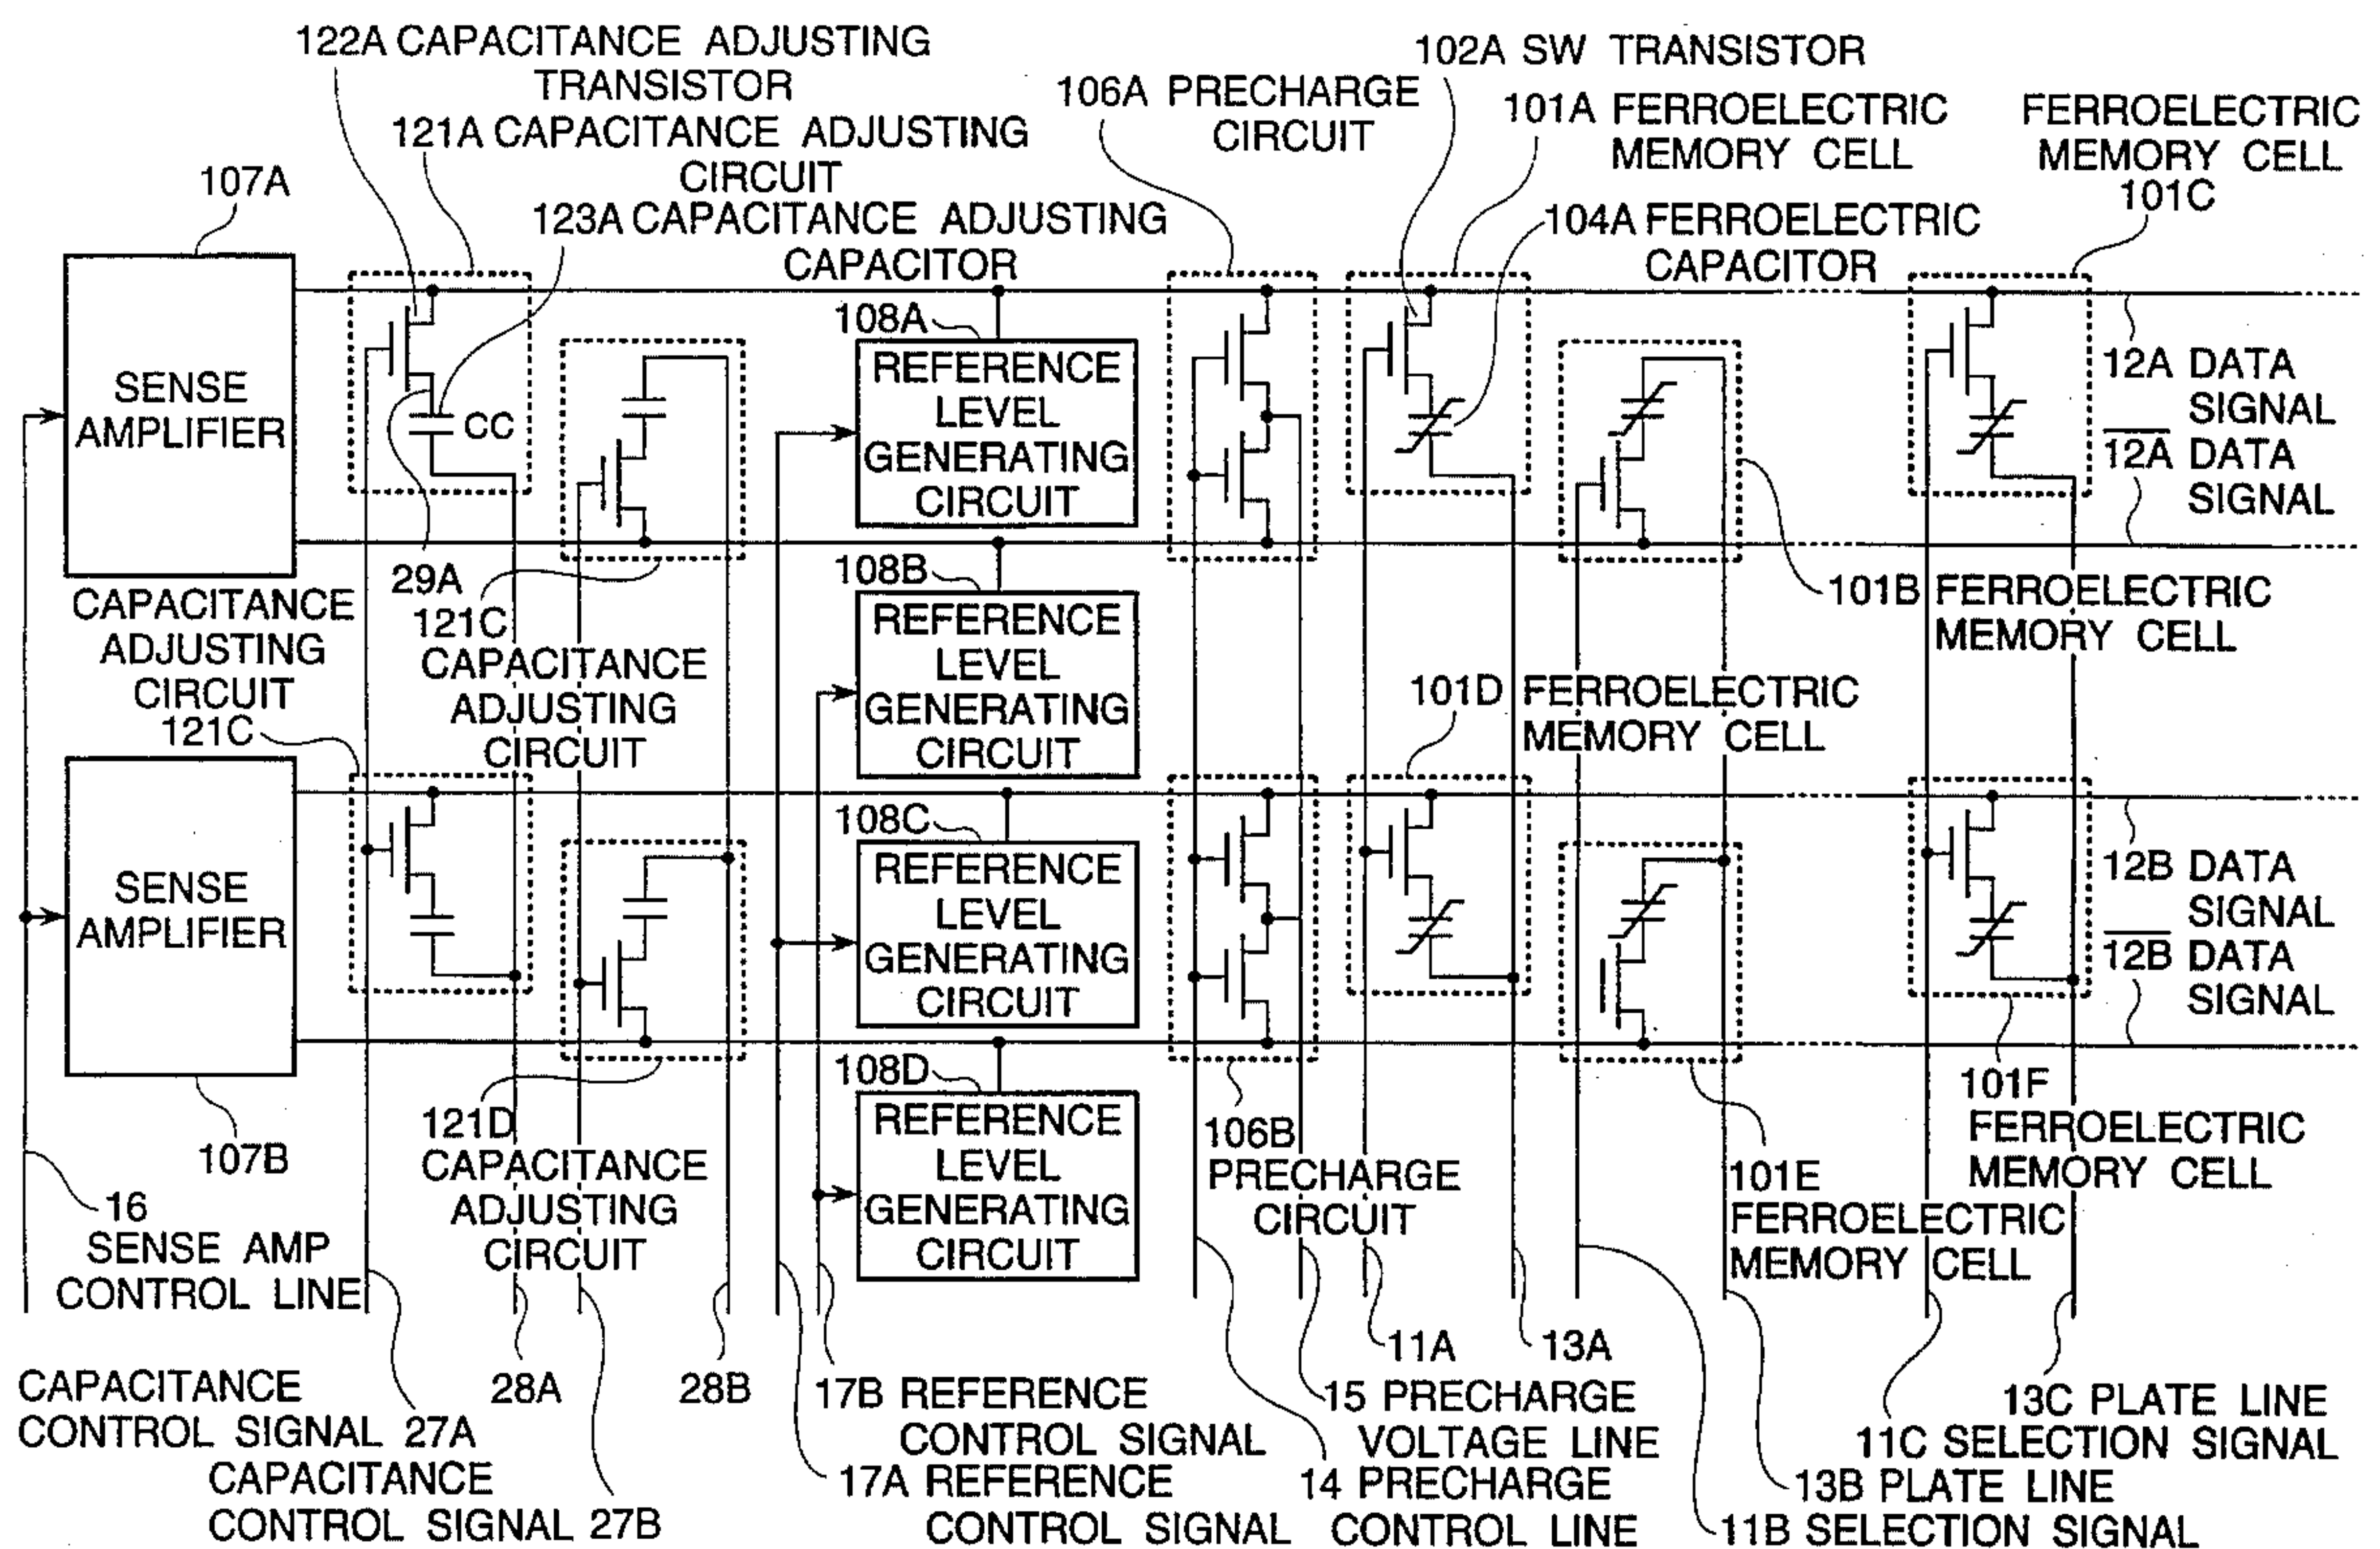 122A CAPACITANCE ADJUSTING
TRANSISTOR
121A CAPACITANCE ADJUSTING
CIRCUIT
123A CAPACITANCE ADJUSTING
CAPACITOR
106A PRECHARGE
CIRCUIT
102A SW TRANSISTOR
101A FERROELECTRIC
MEMORY CELL
104A FERROELECTRIC
CAPACITOR
FERROELECTRIC
MEMORY CELL
101C
107A
SENSE
AMPLIFIER
CC
29A
108A
REFERENCE
LEVEL
GENERATING
CIRCUIT
12A DATA
SIGNAL
1̅2̅A̅ DATA
SIGNAL
CAPACITANCE
ADJUSTING
CIRCUIT
121C
121C
CAPACITANCE
ADJUSTING
CIRCUIT
108B
REFERENCE
LEVEL
GENERATING
CIRCUIT
101B FERROELECTRIC
MEMORY CELL
101D FERROELECTRIC
MEMORY CELL
SENSE
AMPLIFIER
107B
108C
REFERENCE
LEVEL
GENERATING
CIRCUIT
12B DATA
SIGNAL
1̅2̅B̅ DATA
SIGNAL
121D
CAPACITANCE
ADJUSTING
CIRCUIT
108D
REFERENCE
LEVEL
GENERATING
CIRCUIT
106B
PRECHARGE
CIRCUIT
101E
FERROELECTRIC
MEMORY CELL
101F
FERROELECTRIC
MEMORY CELL
16
SENSE AMP
CONTROL LINE
CAPACITANCE
CONTROL SIGNAL 27A
CAPACITANCE
CONTROL SIGNAL 27B
28A
28B
17B REFERENCE
CONTROL SIGNAL
17A REFERENCE
CONTROL SIGNAL
11A
13A
15 PRECHARGE
VOLTAGE LINE
14 PRECHARGE
CONTROL LINE
13C PLATE LINE
11C SELECTION SIGNAL
13B PLATE LINE
11B SELECTION SIGNAL